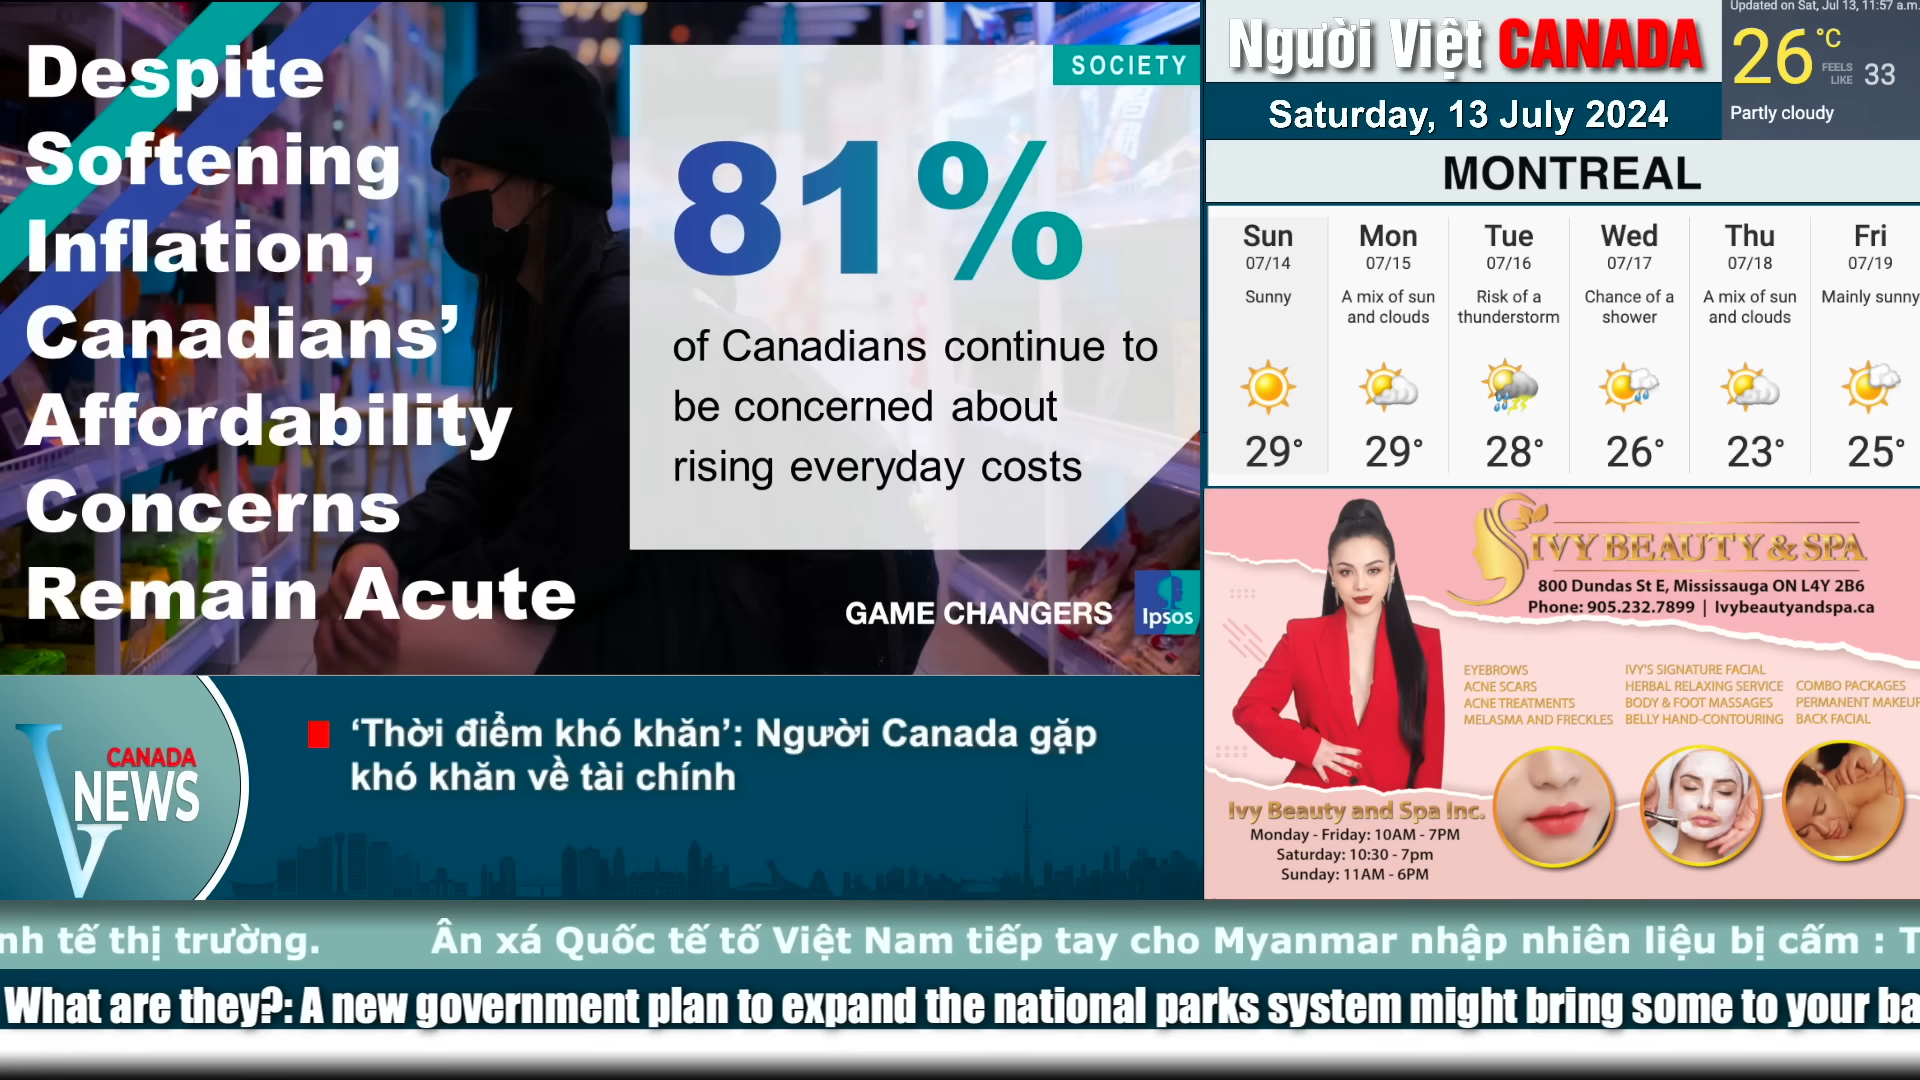 Despite
Softening
Inflation,
Canadians’
Affordability
Concerns
Remain Acute
SOCIETY
81%
of Canadians continue to
be concerned about
rising everyday costs
GAME CHANGERS
Ipsos
Người Việt CANADA
Saturday, 13 July 2024
Updated on Sat, Jul 13, 11:57 a.m.
26°C
FEELS
LIKE 33
Partly cloudy
MONTREAL
Sun Mon Tue Wed Thu Fri
07/14 07/15 07/16 07/17 07/18 07/19
Sunny A mix of sun Risk of a Chance of a A mix of sun Mainly sunny
and clouds thunderstorm shower and clouds
29° 29° 28° 26° 23° 25°
IVY BEAUTY & SPA
800 Dundas St E, Mississauga ON L4Y 2B6
Phone: 905.232.7899 | Ivybeautyandspa.ca
EYEBROWS
ACNE SCARS
ACNE TREATMENTS
MELASMA AND FRECKLES
IVY'S SIGNATURE FACIAL
HERBAL RELAXING SERVICE
BODY & FOOT MASSAGES
BELLY HAND-CONTOURING
COMBO PACKAGES
PERMANENT MAKEUP
BACK FACIAL
Ivy Beauty and Spa Inc.
Monday - Friday: 10AM - 7PM
Saturday: 10:30 - 7pm
Sunday: 11AM - 6PM
CANADA
V NEWS
‘Thời điểm khó khăn’: Người Canada gặp
khó khăn về tài chính
nh tế thị trường. Ân xá Quốc tế tố Việt Nam tiếp tay cho Myanmar nhập nhiên liệu bị cấm : T
What are they?: A new government plan to expand the national parks system might bring some to your ba